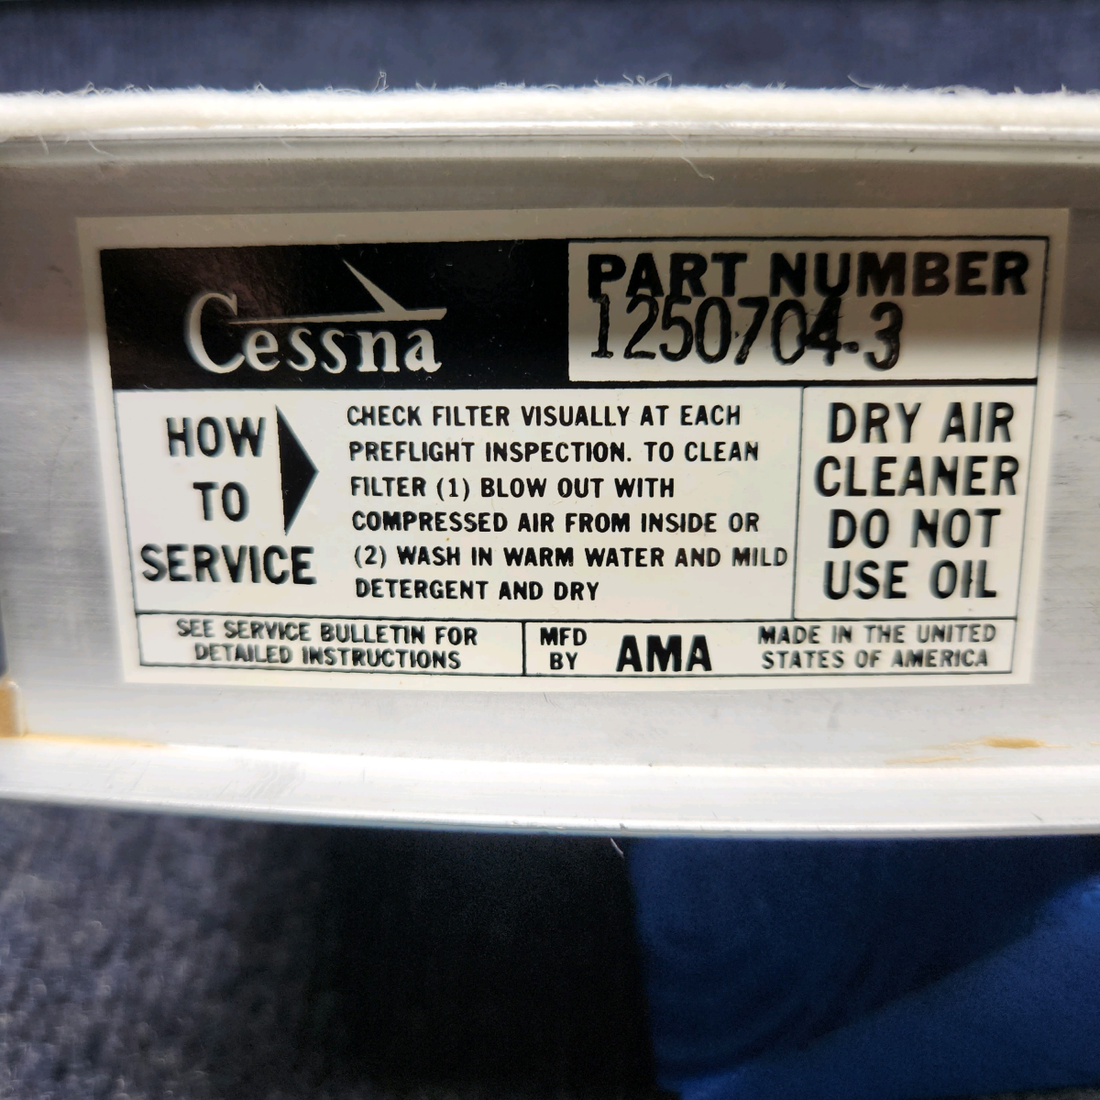 Cessna
PART NUMBER
1250704-3
HOW
TO
SERVICE
CHECK FILTER VISUALLY AT EACH
PREFLIGHT INSPECTION. TO CLEAN
FILTER (1) BLOW OUT WITH
COMPRESSED AIR FROM INSIDE OR
(2) WASH IN WARM WATER AND MILD
DETERGENT AND DRY
DRY AIR
CLEANER
DO NOT
USE OIL
SEE SERVICE BULLETIN FOR
DETAILED INSTRUCTIONS
MFD
BY
AMA
MADE IN THE UNITED
STATES OF AMERICA